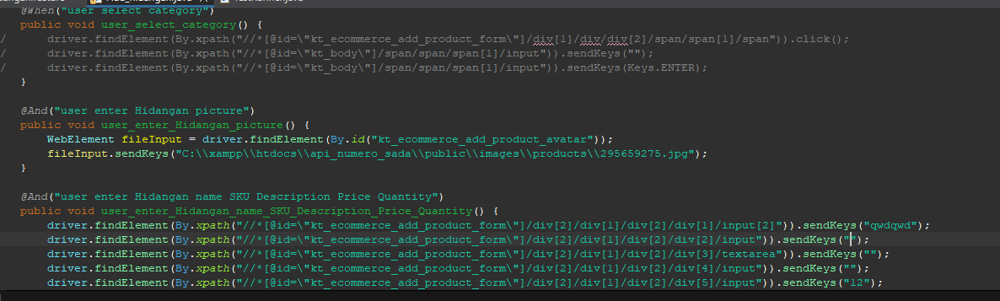 @When("user select category")
public void user_select_category() {
/ driver.findElement(By.xpath("//*[@id=\"kt_ecommerce_add_product_form\"]/div[1]/div/div[2]/span/span[1]/span")).click();
/ driver.findElement(By.xpath("//*[@id=\"kt_body\"]/span/span/span[1]/input")).sendKeys("");
/ driver.findElement(By.xpath("//*[@id=\"kt_body\"]/span/span/span[1]/input")).sendKeys(Keys.ENTER);
}
@And("user enter Hidangan picture")
public void user_enter_Hidangan_picture() {
WebElement fileInput = driver.findElement(By.id("kt_ecommerce_add_product_avatar"));
fileInput.sendKeys("C:\\xampp\\htdocs\\api_numero_sada\\public\\images\\products\\295659275.jpg");
}
@And("user enter Hidangan name SKU Description Price Quantity")
public void user_enter_Hidangan_name_SKU_Description_Price_Quantity() {
driver.findElement(By.xpath("//*[@id=\"kt_ecommerce_add_product_form\"]/div[2]/div[1]/div[2]/div[1]/input[2]")).sendKeys("qwdqwd");
driver.findElement(By.xpath("//*[@id=\"kt_ecommerce_add_product_form\"]/div[2]/div[1]/div[2]/div[2]/input")).sendKeys("");
driver.findElement(By.xpath("//*[@id=\"kt_ecommerce_add_product_form\"]/div[2]/div[1]/div[2]/div[3]/textarea")).sendKeys("");
driver.findElement(By.xpath("//*[@id=\"kt_ecommerce_add_product_form\"]/div[2]/div[1]/div[2]/div[4]/input")).sendKeys("");
driver.findElement(By.xpath("//*[@id=\"kt_ecommerce_add_product_form\"]/div[2]/div[1]/div[2]/div[5]/input")).sendKeys("12");